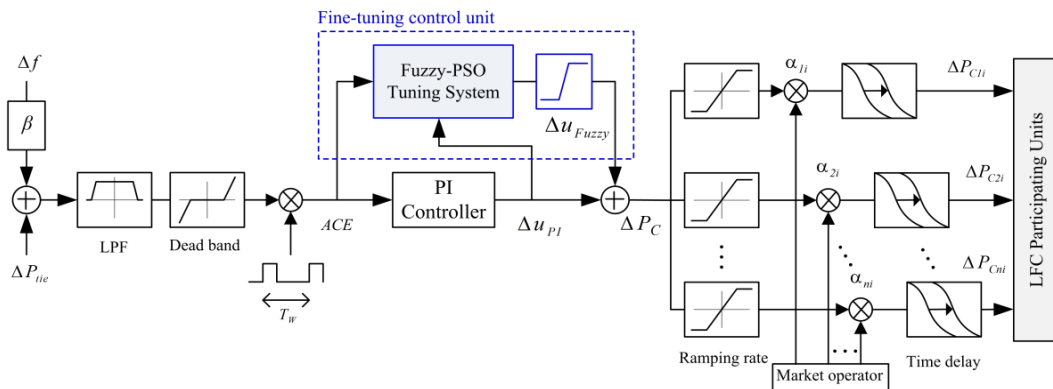 Fine-tuning control unit
Δf
β
ΔP_tie
LPF
Dead band
T_W
ACE
Fuzzy-PSO
Tuning System
Δu_Fuzzy
PI
Controller
Δu_PI
ΔP_C
Ramping rate
α_1i
α_2i
α_ni
Market operator
Time delay
ΔP_C1i
ΔP_C2i
ΔP_Cni
LFC Participating Units